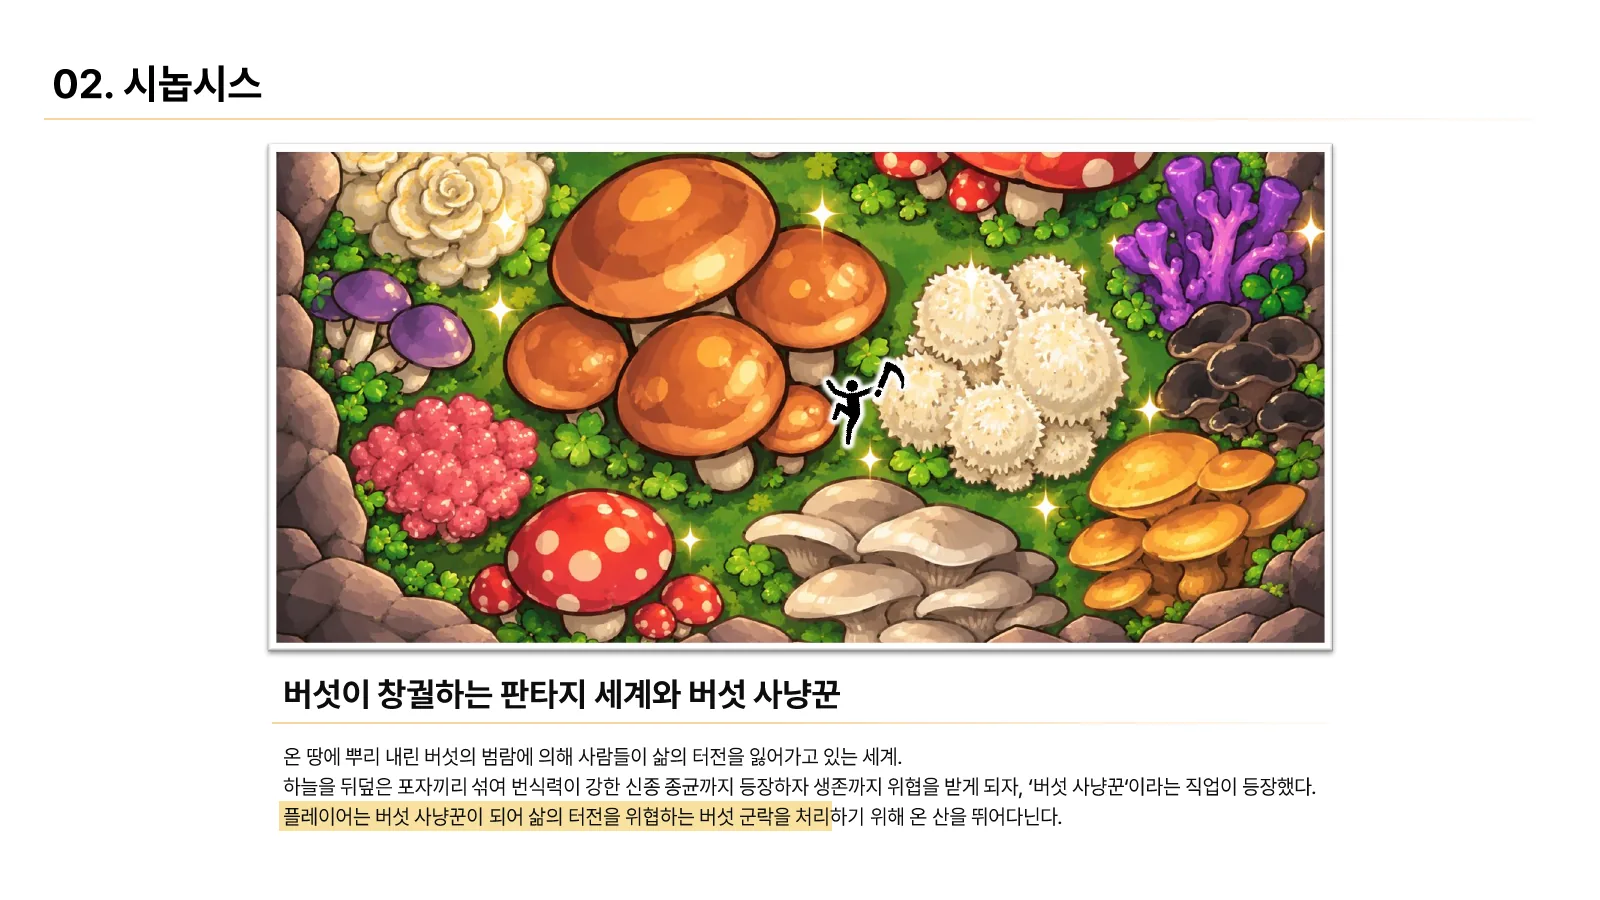 02. 시놉시스
버섯이 창궐하는 판타지 세계와 버섯 사냥꾼
온 땅에 뿌리 내린 버섯의 범람에 의해 사람들이 삶의 터전을 잃어가고 있는 세계.
하늘을 뒤덮은 포자끼리 섞여 번식력이 강한 신종 종균까지 등장하자 생존까지 위협을 받게 되자, ‘버섯 사냥꾼‘이라는 직업이 등장했다.
플레이어는 버섯 사냥꾼이 되어 삶의 터전을 위협하는 버섯 군락을 처리하기 위해 온 산을 뛰어다닌다.